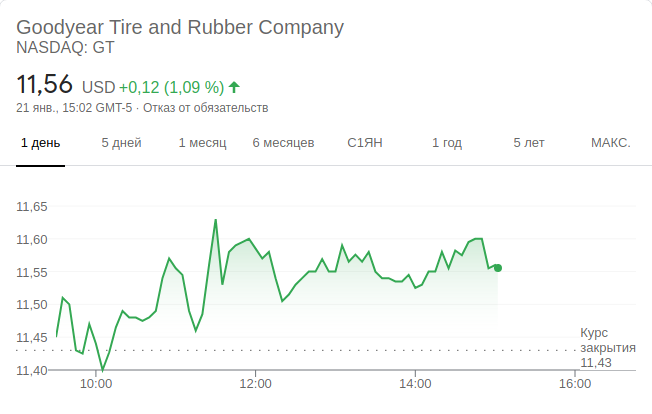 Goodyear Tire and Rubber Company
NASDAQ: GT
11,56 USD +0,12 (1,09 %)
21 янв., 15:02 GMT-5 · Отказ от обязательств
1 день 5 дней 1 месяц 6 месяцев С1ЯН 1 год 5 лет МАКС.
11,65
11,60
11,55
11,50
11,45
11,40
Курс
закрытия
11,43
10:00 12:00 14:00 16:00